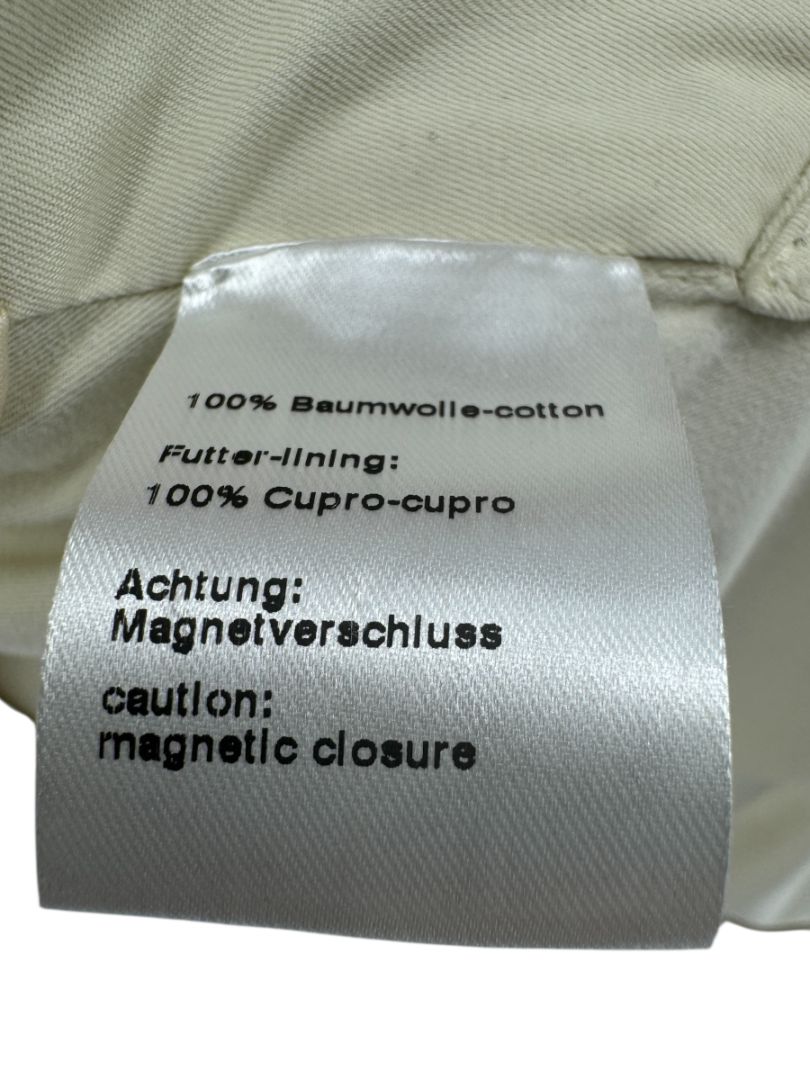 100% Baumwolle-cotton
Futter-lining:
100% Cupro-cupro
Achtung:
Magnetverschluss
caution:
magnetic closure